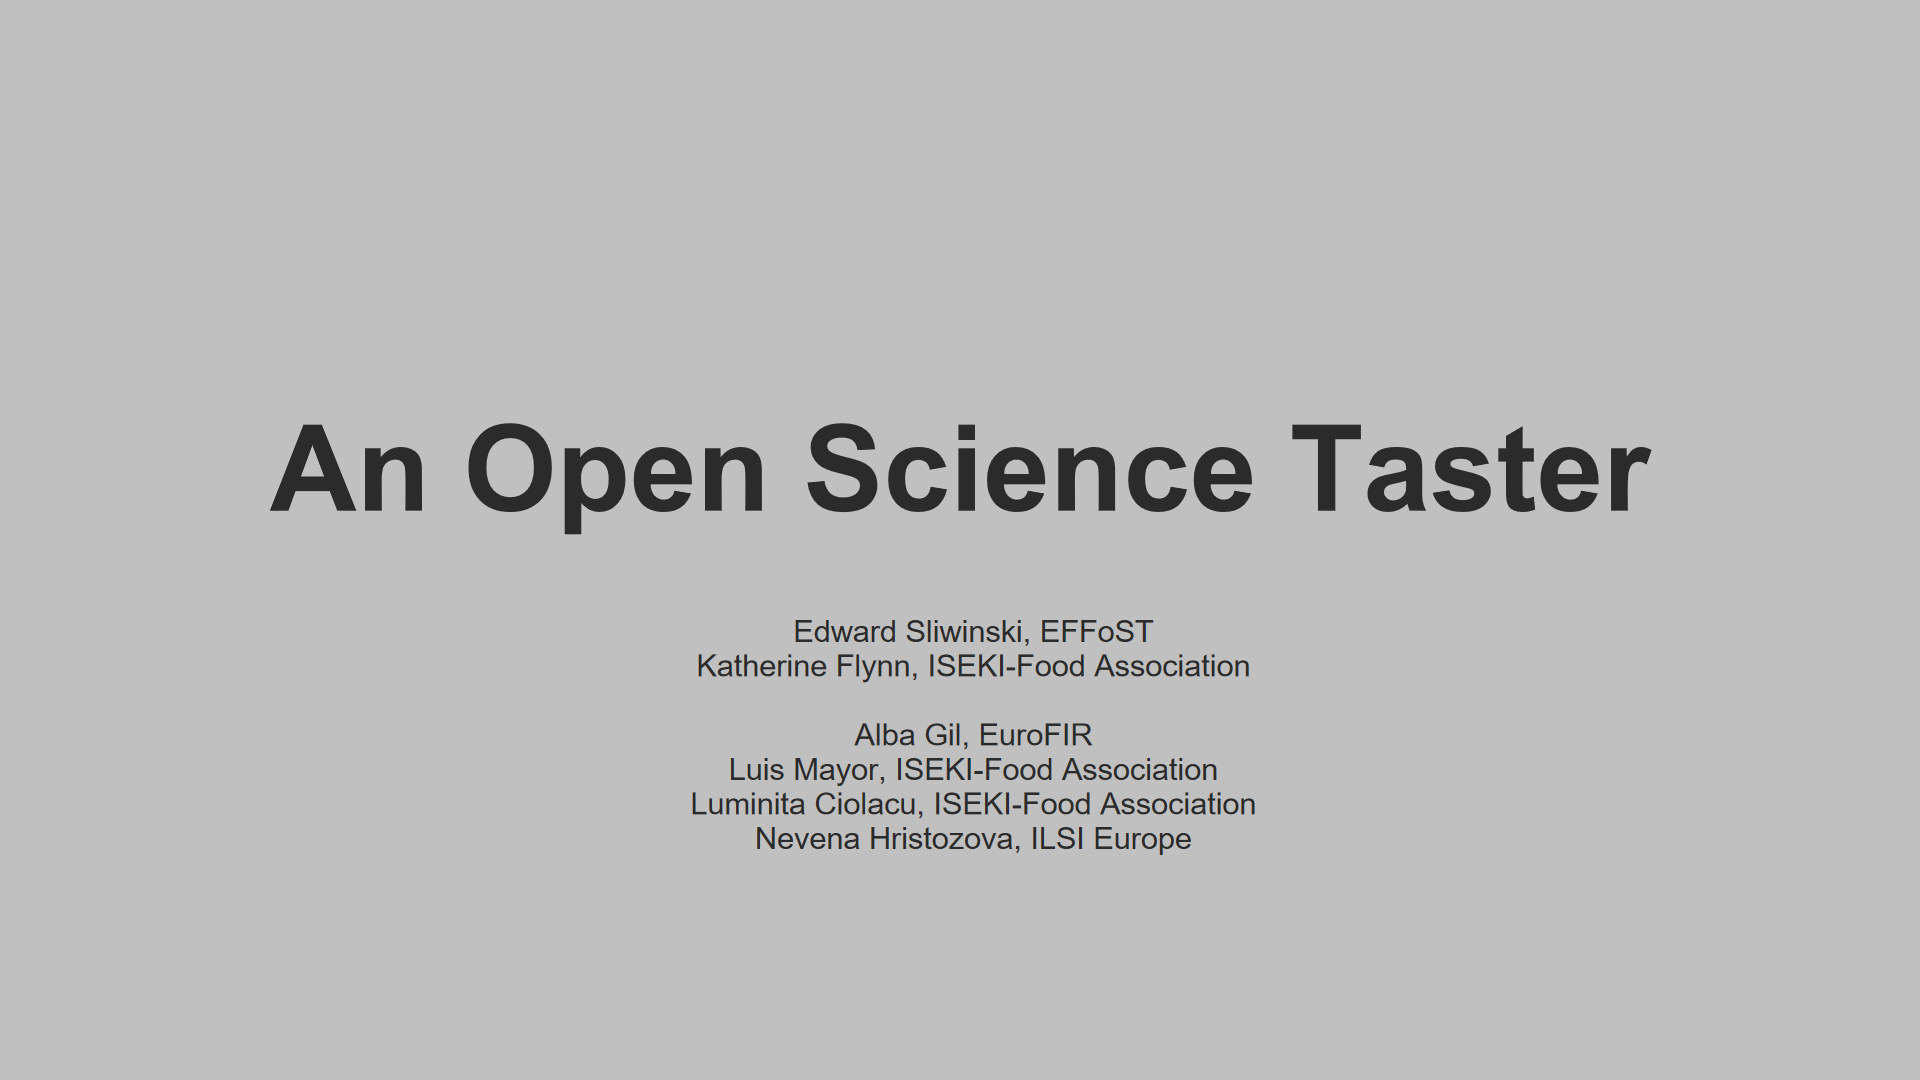 An Open Science Taster
Edward Sliwinski, EFFoST
Katherine Flynn, ISEKI-Food Association
Alba Gil, EuroFIR
Luis Mayor, ISEKI-Food Association
Luminita Ciolacu, ISEKI-Food Association
Nevena Hristozova, ILSI Europe